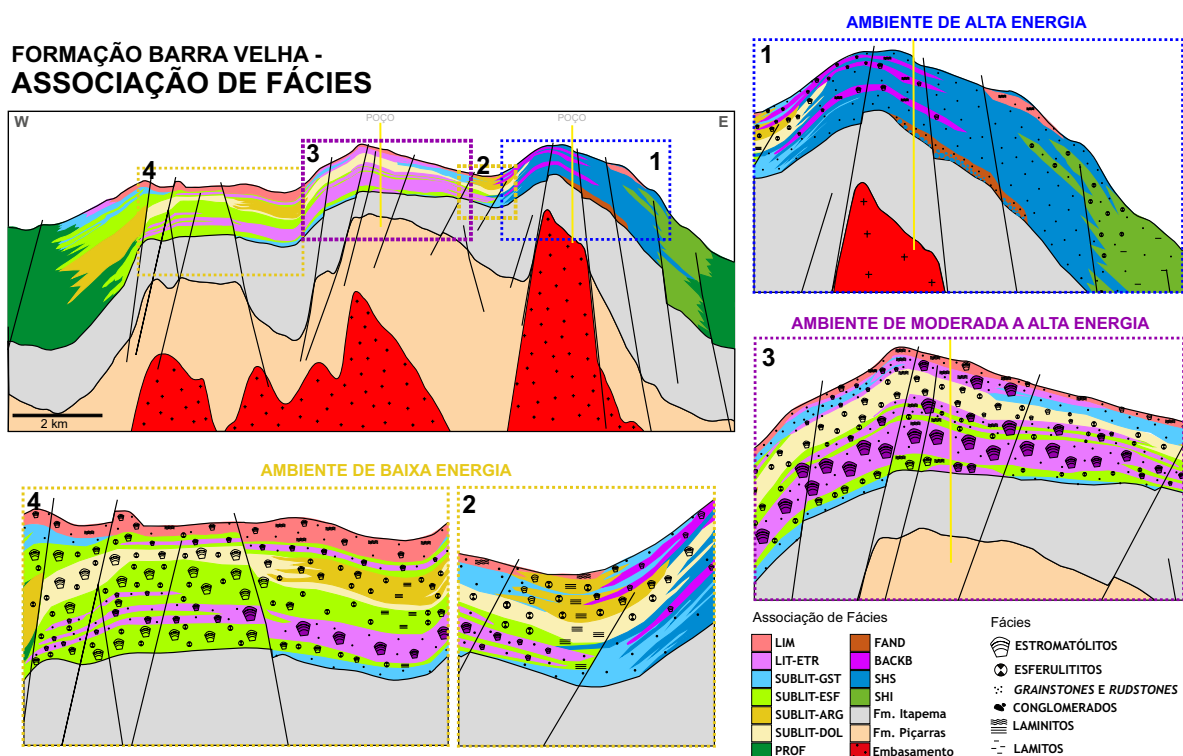 FORMAÇÃO BARRA VELHA -
ASSOCIAÇÃO DE FÁCIES
W
POÇO
POÇO
E
4
3
2
1
2 km
AMBIENTE DE ALTA ENERGIA
1
AMBIENTE DE MODERADA A ALTA ENERGIA
3
AMBIENTE DE BAIXA ENERGIA
4
2
Associação de Fácies
LIM
LIT-ETR
SUBLIT-GST
SUBLIT-ESF
SUBLIT-ARG
SUBLIT-DOL
PROF
FAND
BACKB
SHS
SHI
Fm. Itapema
Fm. Piçarras
Embasamento
Fácies
ESTROMATÓLITOS
ESFERULITITOS
GRAINSTONES E RUDSTONES
CONGLOMERADOS
LAMINITOS
LAMITOS